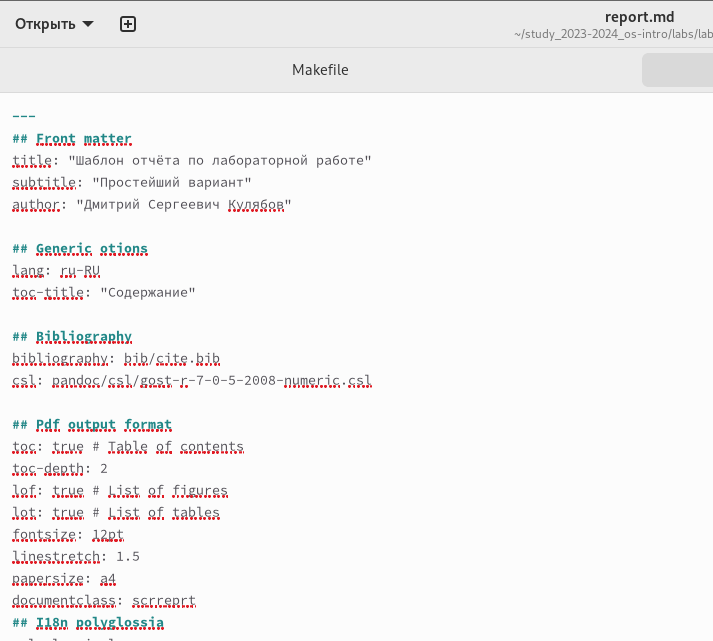 Открыть
report.md
~/study_2023-2024_os-intro/labs/lab
Makefile
---
## Front matter
title: "Шаблон отчёта по лабораторной работе"
subtitle: "Простейший вариант"
author: "Дмитрий Сергеевич Кулябов"
## Generic otions
lang: ru-RU
toc-title: "Содержание"
## Bibliography
bibliography: bib/cite.bib
csl: pandoc/csl/gost-r-7-0-5-2008-numeric.csl
## Pdf output format
toc: true # Table of contents
toc-depth: 2
lof: true # List of figures
lot: true # List of tables
fontsize: 12pt
linestretch: 1.5
papersize: a4
documentclass: scrreprt
## I18n polyglossia